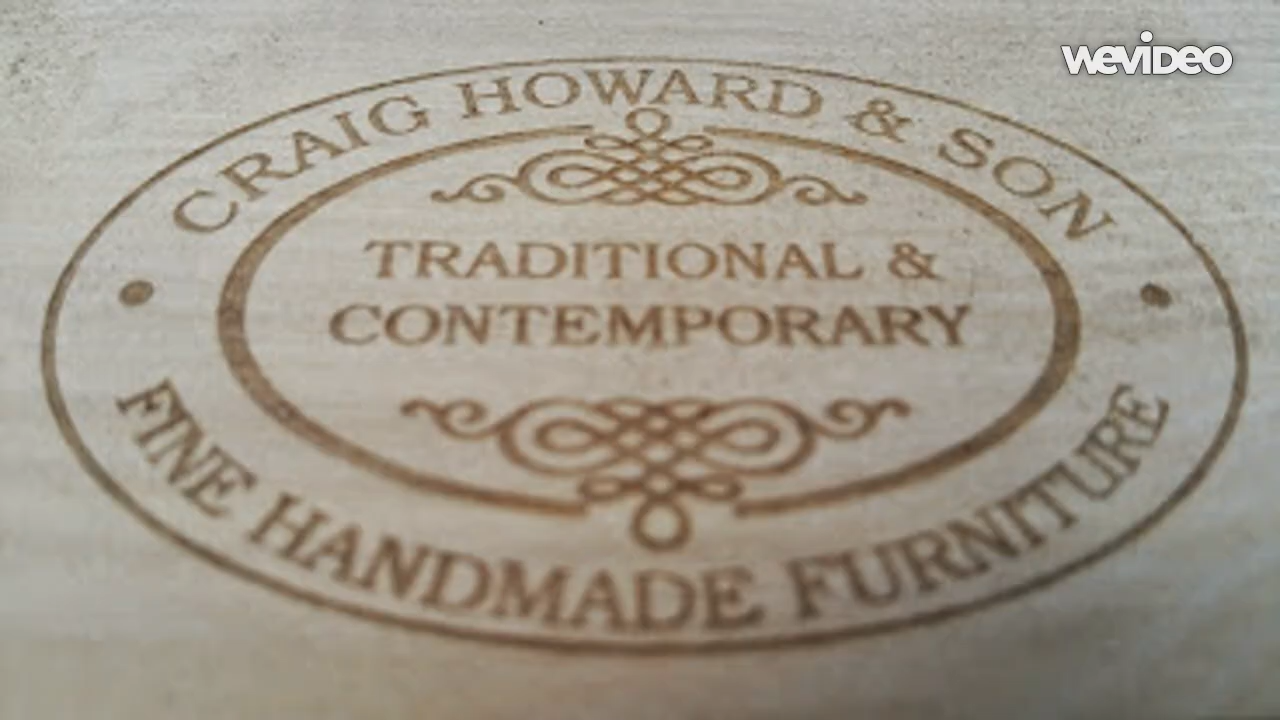 wevideo
CRAIG HOWARD & SON
TRADITIONAL &
CONTEMPORARY
FINE HANDMADE FURNITURE